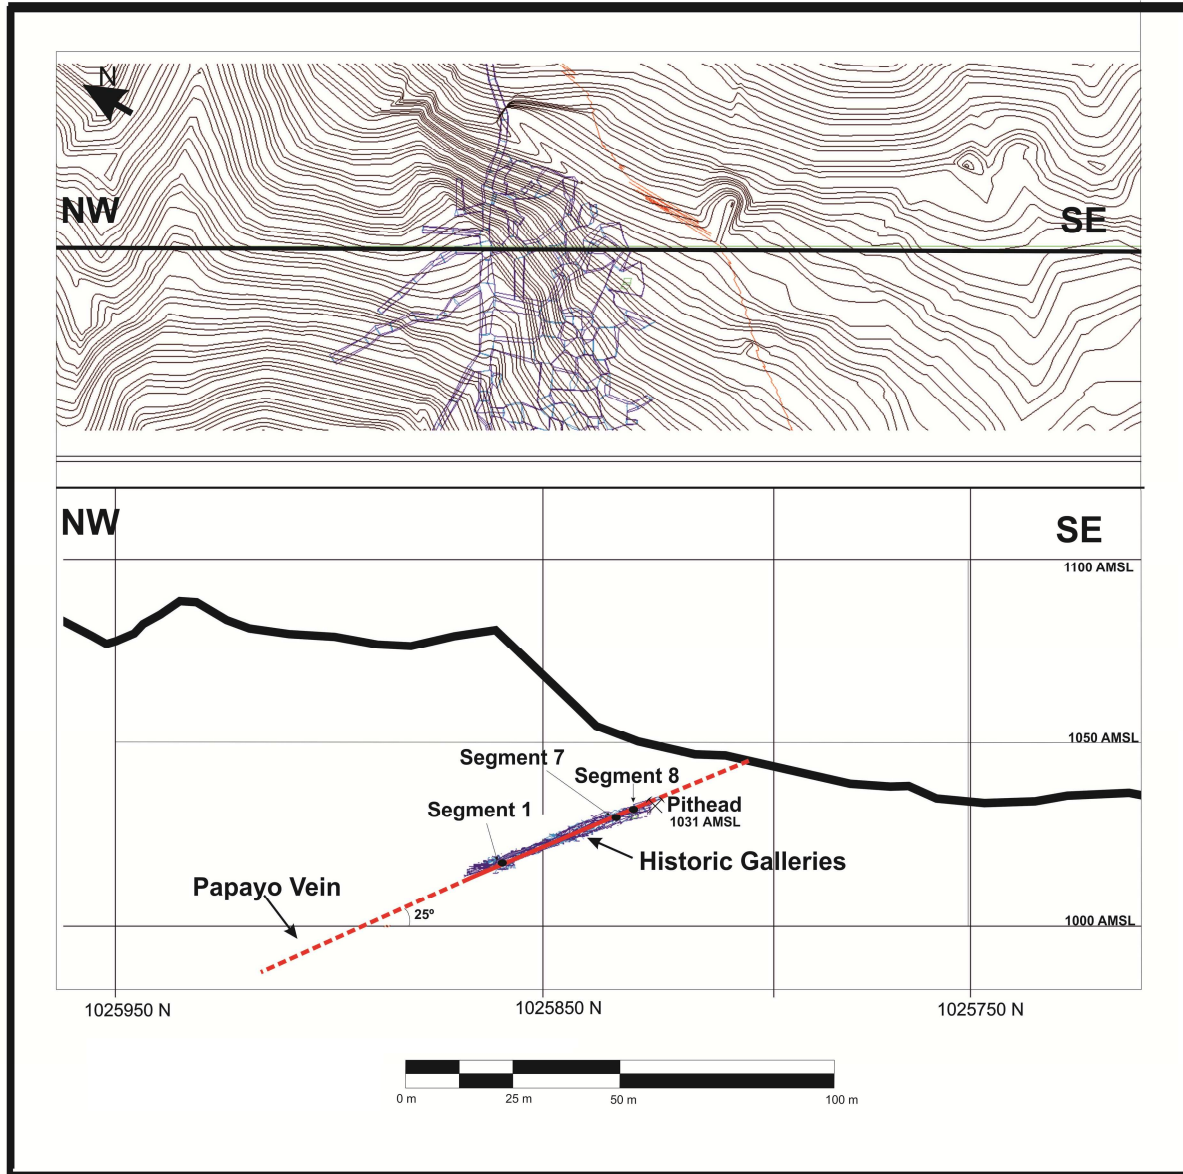 N
NW
SE
NW
SE
1100 AMSL
1050 AMSL
Segment 7
Segment 8
Segment 1
Pithead
1031 AMSL
Historic Galleries
Papayo Vein
25º
1000 AMSL
1025950 N
1025850 N
1025750 N
0 m
25 m
50 m
100 m